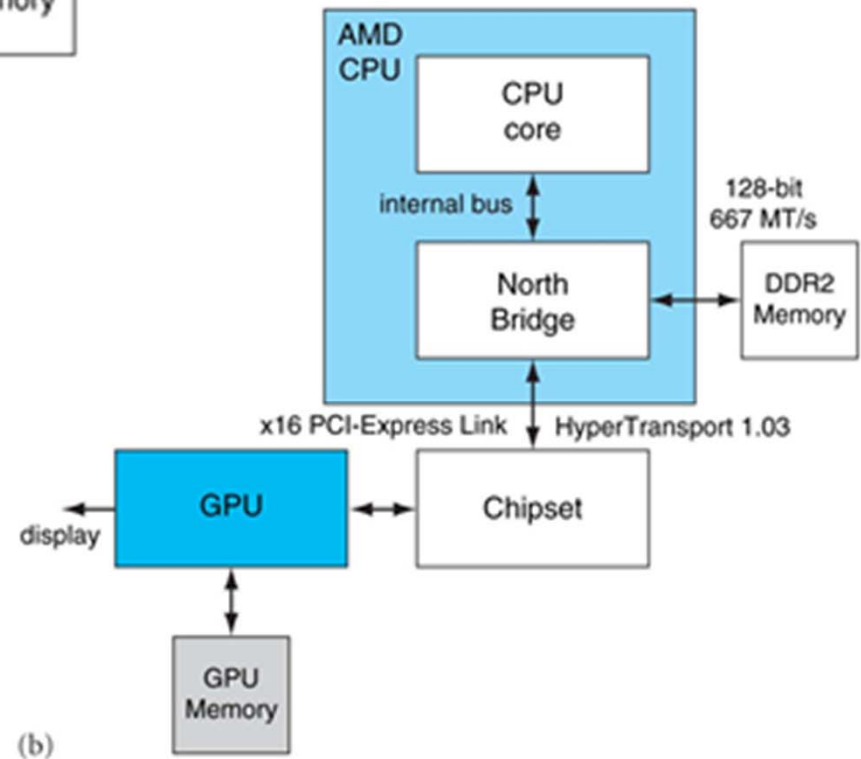 AMD
CPU
CPU
core
internal bus
128-bit
667 MT/s
North
Bridge
DDR2
Memory
x16 PCI-Express Link
HyperTransport 1.03
GPU
Chipset
display
GPU
Memory
(b)